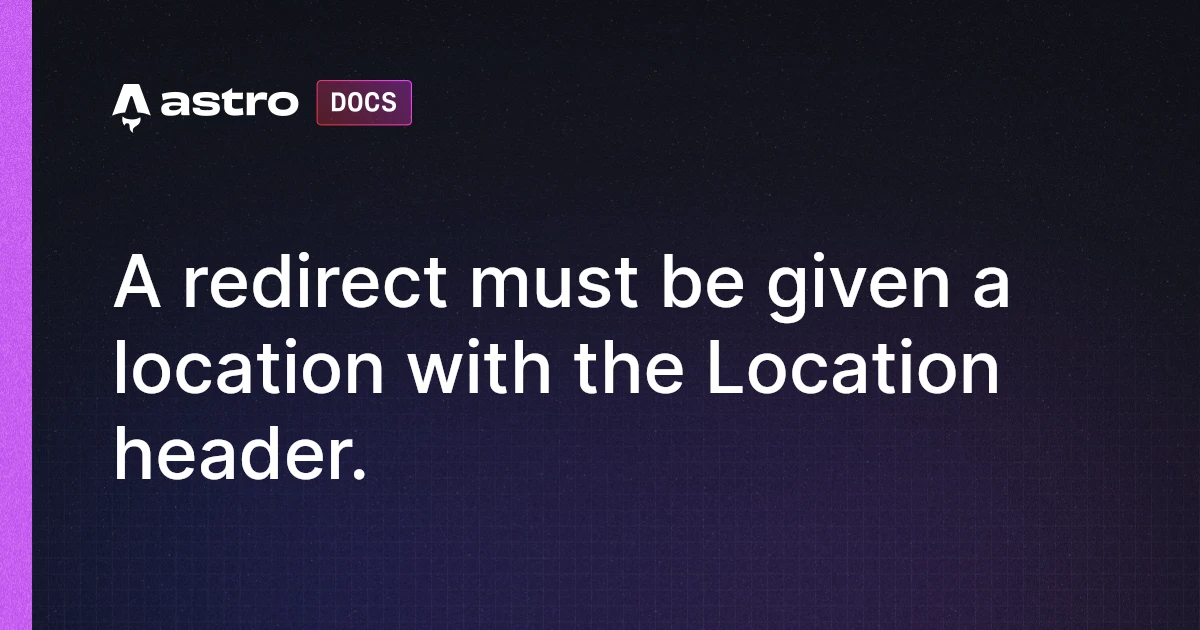 astro DOCS
A redirect must be given a
location with the Location
header.